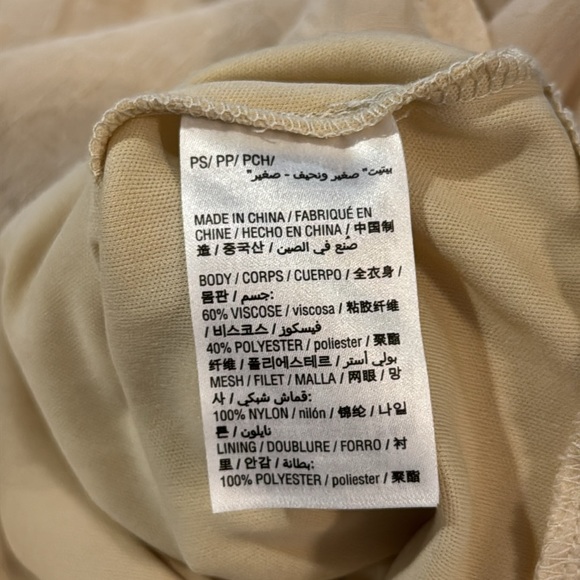 PS/ PP/ PCH/
بيتيت" صغير ونحيف - صغير"
MADE IN CHINA / FABRIQUÉ EN
CHINE / HECHO EN CHINA / 中国制
造 / 중국산 / صُنع في الصين
BODY / CORPS / CUERPO / 全衣身 /
몸판 / جسم:
60% VISCOSE / viscosa / 粘胶纤维
/ 비스코스 / فيسكوز
40% POLYESTER / poliester / 聚酯
纤维 / 폴리에스테르 / بولي أستر
MESH / FILET / MALLA / 网眼 / 망
사 / قماش شبكي:
100% NYLON / nilón / 锦纶 / 나일
론 / نايلون
LINING / DOUBLURE / FORRO / 衬
里 / 안감 / بطانة:
100% POLYESTER / poliester / 聚酯